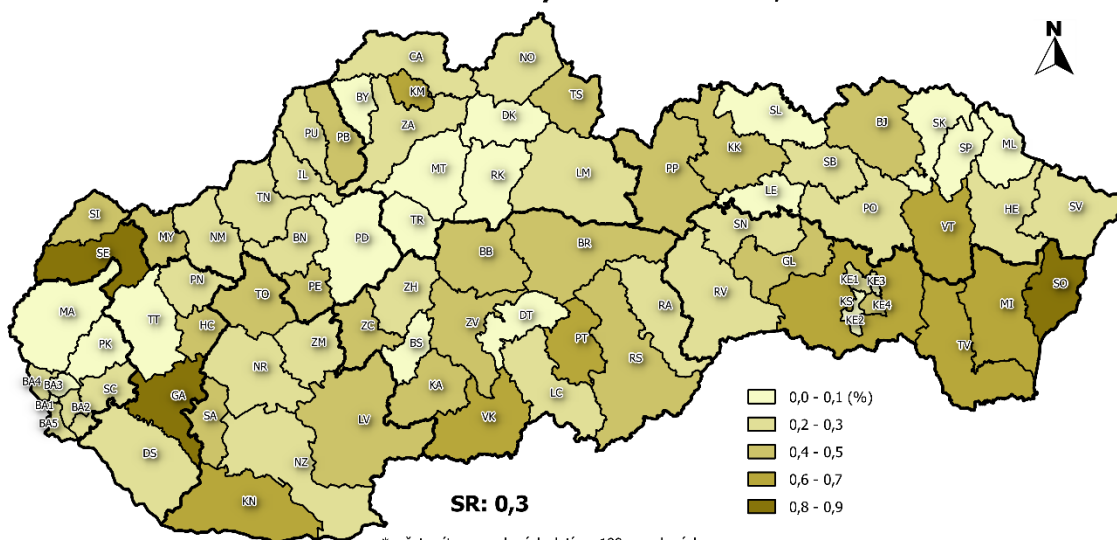 N
CA
NO
KM
BY
TS
PU
PB
ZA
DK
SL
BJ
SK
SP
ML
IL
MT
RK
LM
PP
KK
SB
LE
TN
SI
MY
NM
BN
PD
TR
SN
PO
VT
HE
SV
SE
BB
BR
GL
PN
TO
PE
ZH
RA
RV
KE1
KE3
KS
KE4
KE2
SO
MI
MA
TT
PK
HC
ZM
ZC
BS
ZV
DT
PT
TV
NR
RS
BA4
BA3
SC
BA1
BA2
BA5
GA
SA
LV
KA
VK
LC
DS
NZ
KN
0,0 - 0,1 (%)
0,2 - 0,3
0,4 - 0,5
0,6 - 0,7
0,8 - 0,9
SR: 0,3